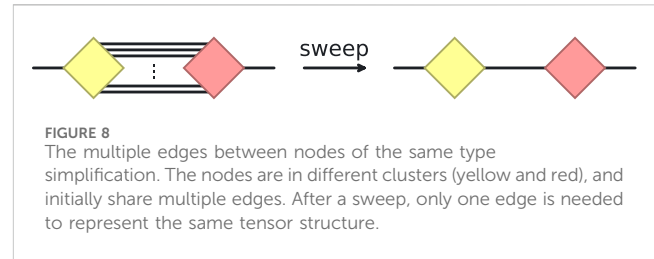 sweep
FIGURE 8
The multiple edges between nodes of the same type
simplification. The nodes are in different clusters (yellow and red), and
initially share multiple edges. After a sweep, only one edge is needed
to represent the same tensor structure.